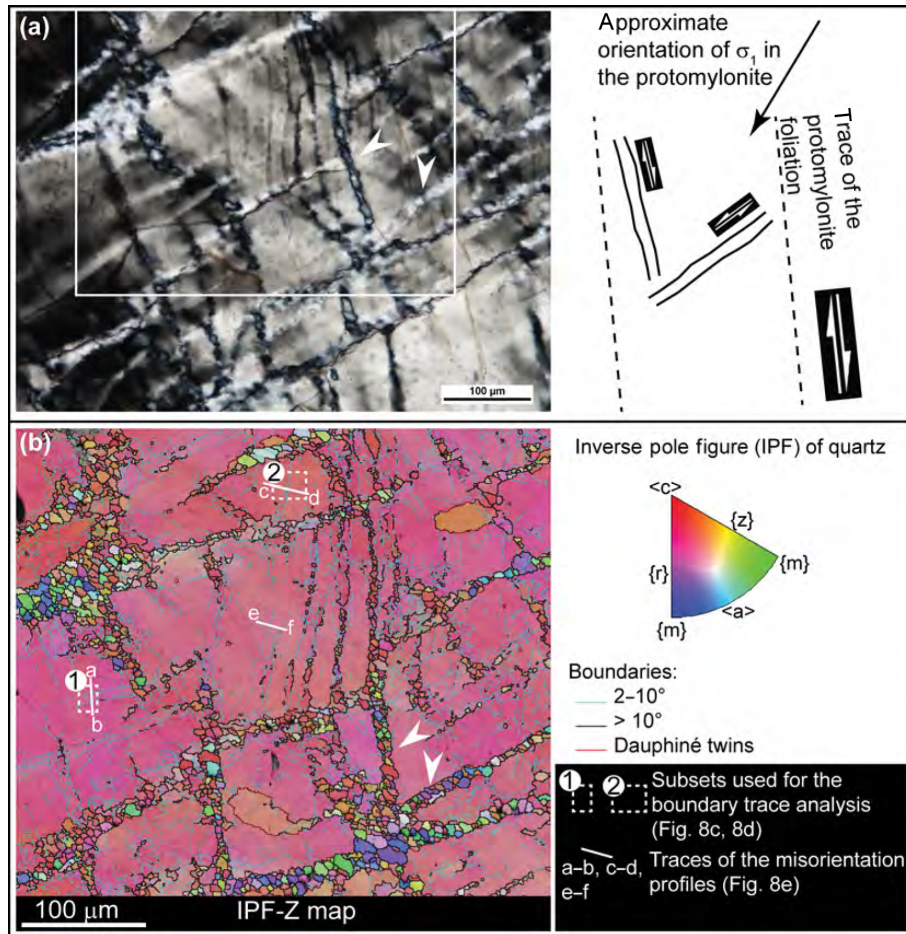 (a)
100 µm
Approximate
orientation of σ1 in
the protomylonite
Trace of the
protomylonite
foliation
(b)
2
c
d
e
f
1
a
b
100 µm
IPF-Z map
Inverse pole figure (IPF) of quartz
<c>
{z}
{r}
{m}
{m}
<a>
Boundaries:
2–10°
> 10°
Dauphiné twins
1 2 Subsets used for the
boundary trace analysis
(Fig. 8c, 8d)
a–b, c–d, Traces of the misorientation
e–f profiles (Fig. 8e)